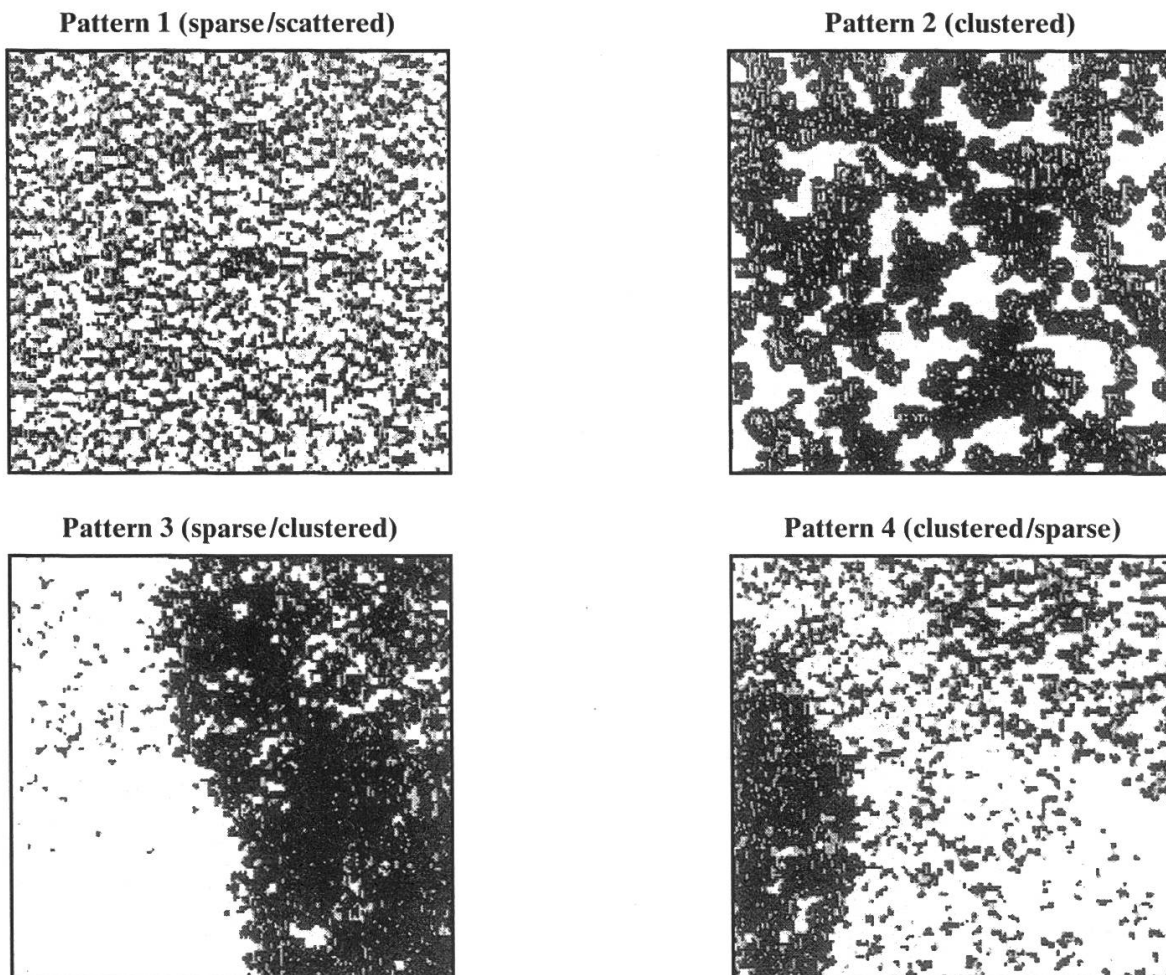 Pattern 1 (sparse/scattered)
Pattern 2 (clustered)
Pattern 3 (sparse/clustered)
Pattern 4 (clustered/sparse)